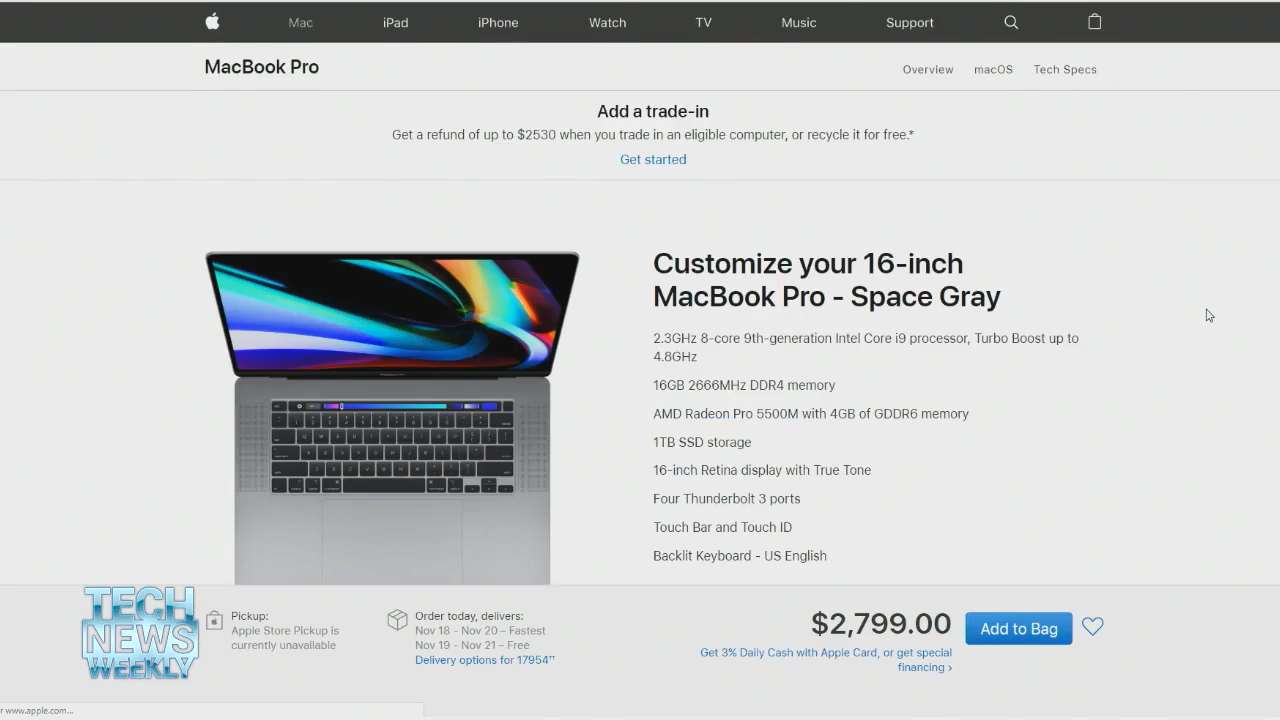 Mac
iPad
iPhone
Watch
TV
Music
Support
MacBook Pro
Overview
macOS
Tech Specs
Add a trade-in
Get a refund of up to $2530 when you trade in an eligible computer, or recycle it for free.*
Get started
Customize your 16-inch
MacBook Pro - Space Gray
2.3GHz 8-core 9th-generation Intel Core i9 processor, Turbo Boost up to
4.8GHz
16GB 2666MHz DDR4 memory
AMD Radeon Pro 5500M with 4GB of GDDR6 memory
1TB SSD storage
16-inch Retina display with True Tone
Four Thunderbolt 3 ports
Touch Bar and Touch ID
Backlit Keyboard - US English
TECH
NEWS
WEEKLY
Pickup:
Apple Store Pickup is
currently unavailable
Order today, delivers:
Nov 18 - Nov 20 – Fastest
Nov 19 - Nov 21 – Free
Delivery options for 17954††
$2,799.00
Add to Bag
Get 3% Daily Cash with Apple Card, or get special
financing ›
r www.apple.com...